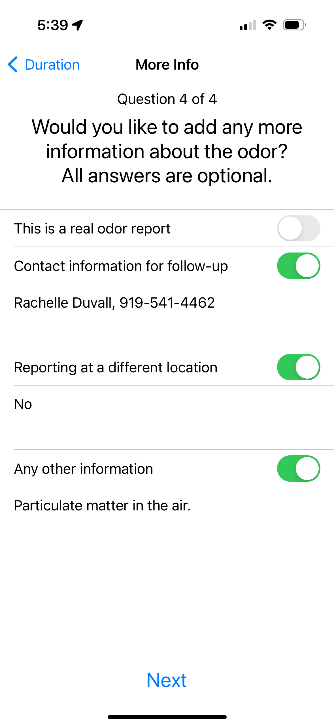 5:39
Duration
More Info
Question 4 of 4
Would you like to add any more
information about the odor?
All answers are optional.
This is a real odor report
Contact information for follow-up
Rachelle Duvall, 919-541-4462
Reporting at a different location
No
Any other information
Particulate matter in the air.
Next